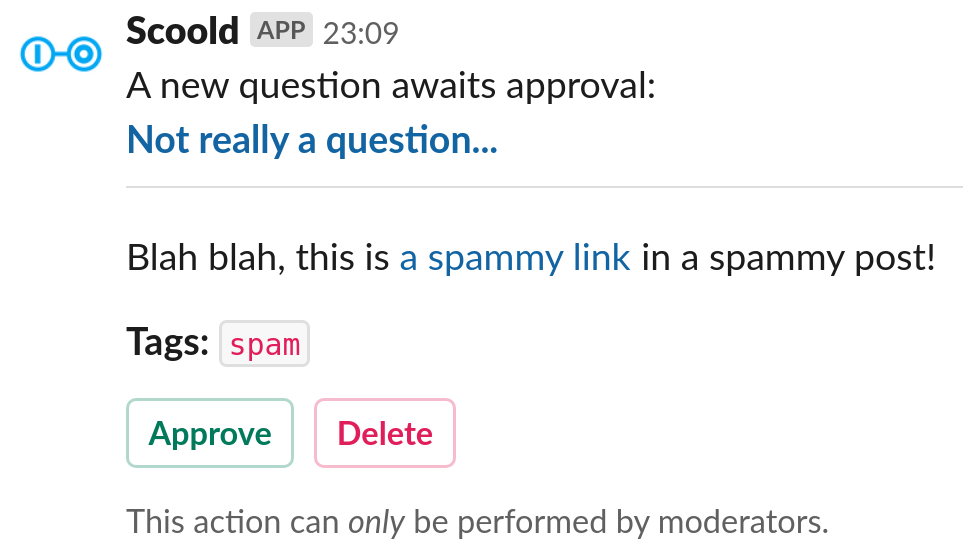 Scoold APP 23:09
A new question awaits approval:
Not really a question...
Blah blah, this is a spammy link in a spammy post!
Tags: spam
Approve Delete
This action can only be performed by moderators.